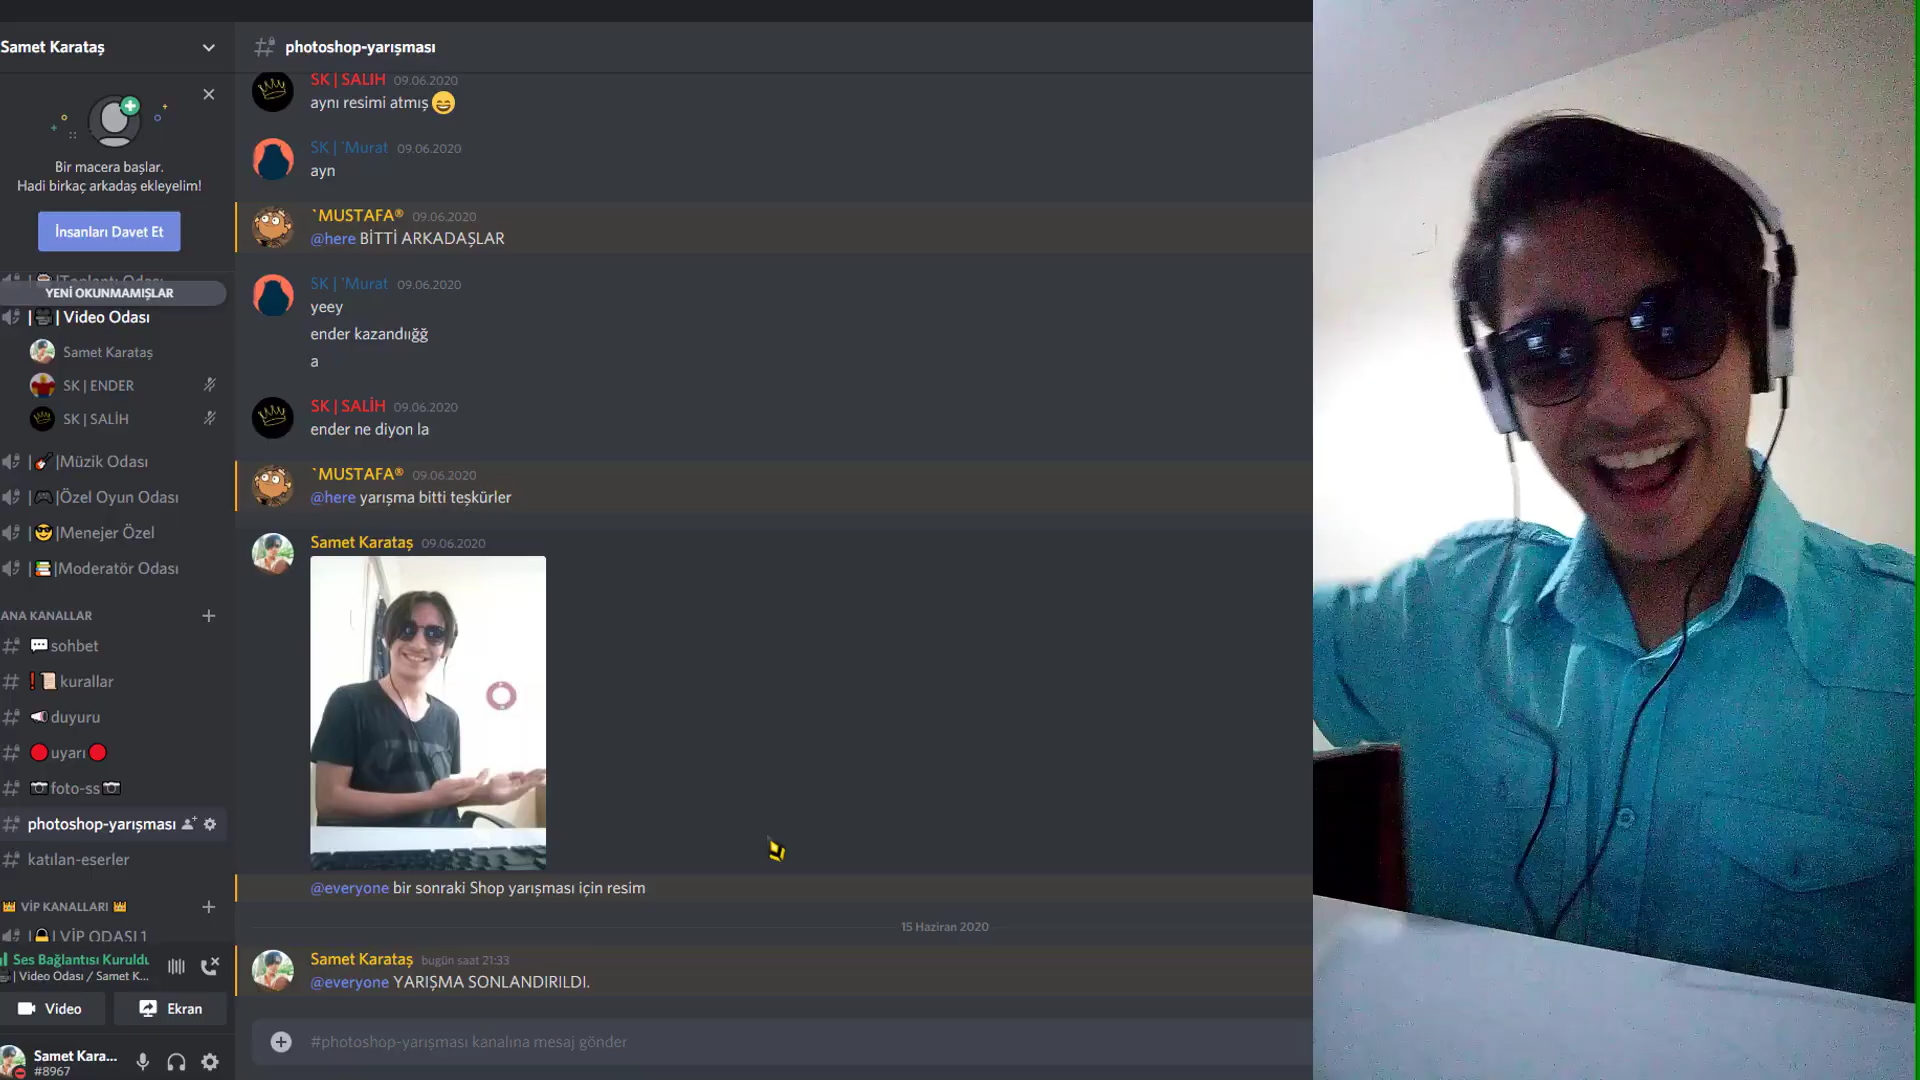 Samet Karataş
Bir macera başlar.
Hadi birkaç arkadaş ekleyelim!
İnsanları Davet Et
YENİ OKUNMAMIŞLAR
| Video Odası
Samet Karataş
SK | ENDER
SK | SALİH
|Müzik Odası
|Özel Oyun Odası
|Menejer Özel
|Moderatör Odası
ANA KANALLAR
sohbet
kurallar
duyuru
uyarı
foto-ss
photoshop-yarışması
katılan-eserler
VİP KANALLARI
| VİP ODASI 1
Ses Bağlantısı Kuruldu
| Video Odası / Samet K...
Video
Ekran
Samet Kara...
#8967
photoshop-yarışması
SK | SALİH 09.06.2020
aynı resimi atmış 😄
SK | ´Murat 09.06.2020
ayn
`MUSTAFA® 09.06.2020
@here BİTTİ ARKADAŞLAR
SK | ´Murat 09.06.2020
yeey
ender kazandıığğ
a
SK | SALİH 09.06.2020
ender ne diyon la
`MUSTAFA® 09.06.2020
@here yarışma bitti teşkürler
Samet Karataş 09.06.2020
@everyone bir sonraki Shop yarışması için resim
15 Haziran 2020
Samet Karataş bugün saat 21:33
@everyone YARIŞMA SONLANDIRILDI.
#photoshop-yarışması kanalına mesaj gönder